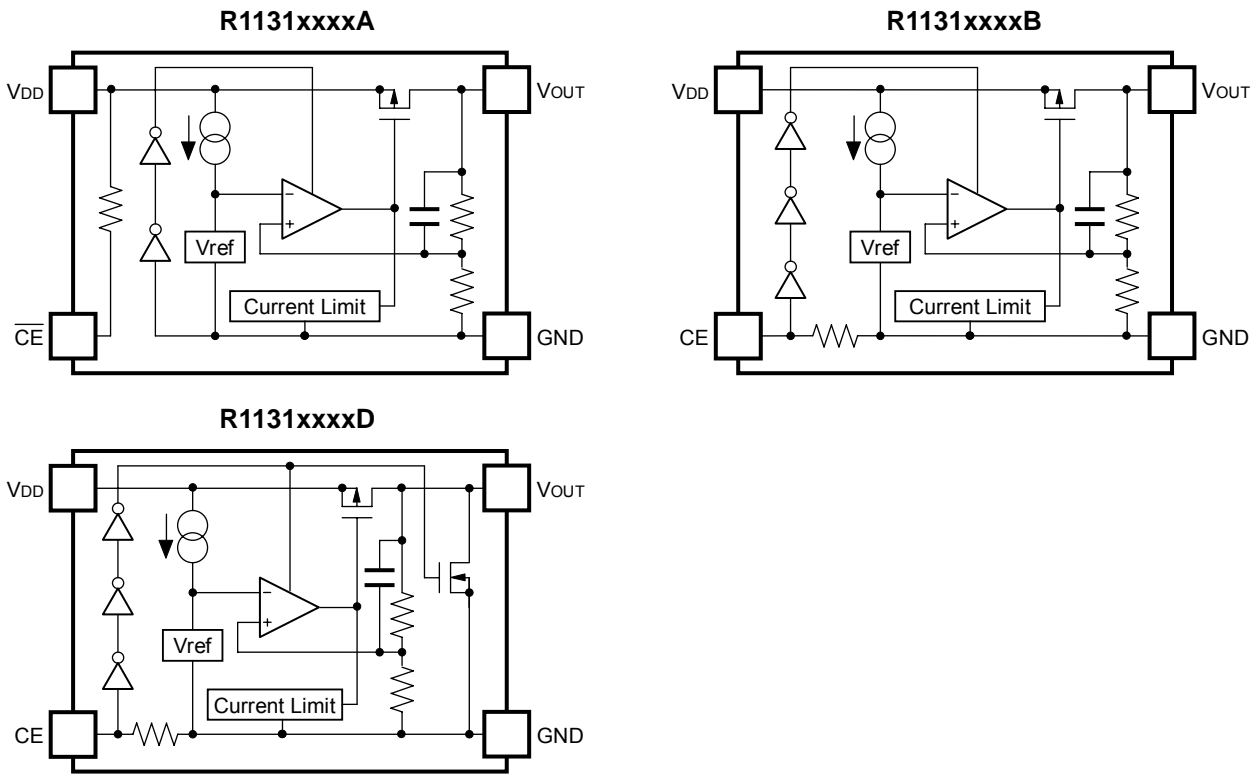 R1131xxxxA
VDD
VOUT
−
+
Vref
Current Limit
CE
GND
R1131xxxxB
VDD
VOUT
−
+
Vref
Current Limit
CE
GND
R1131xxxxD
VDD
VOUT
−
+
Vref
Current Limit
CE
GND